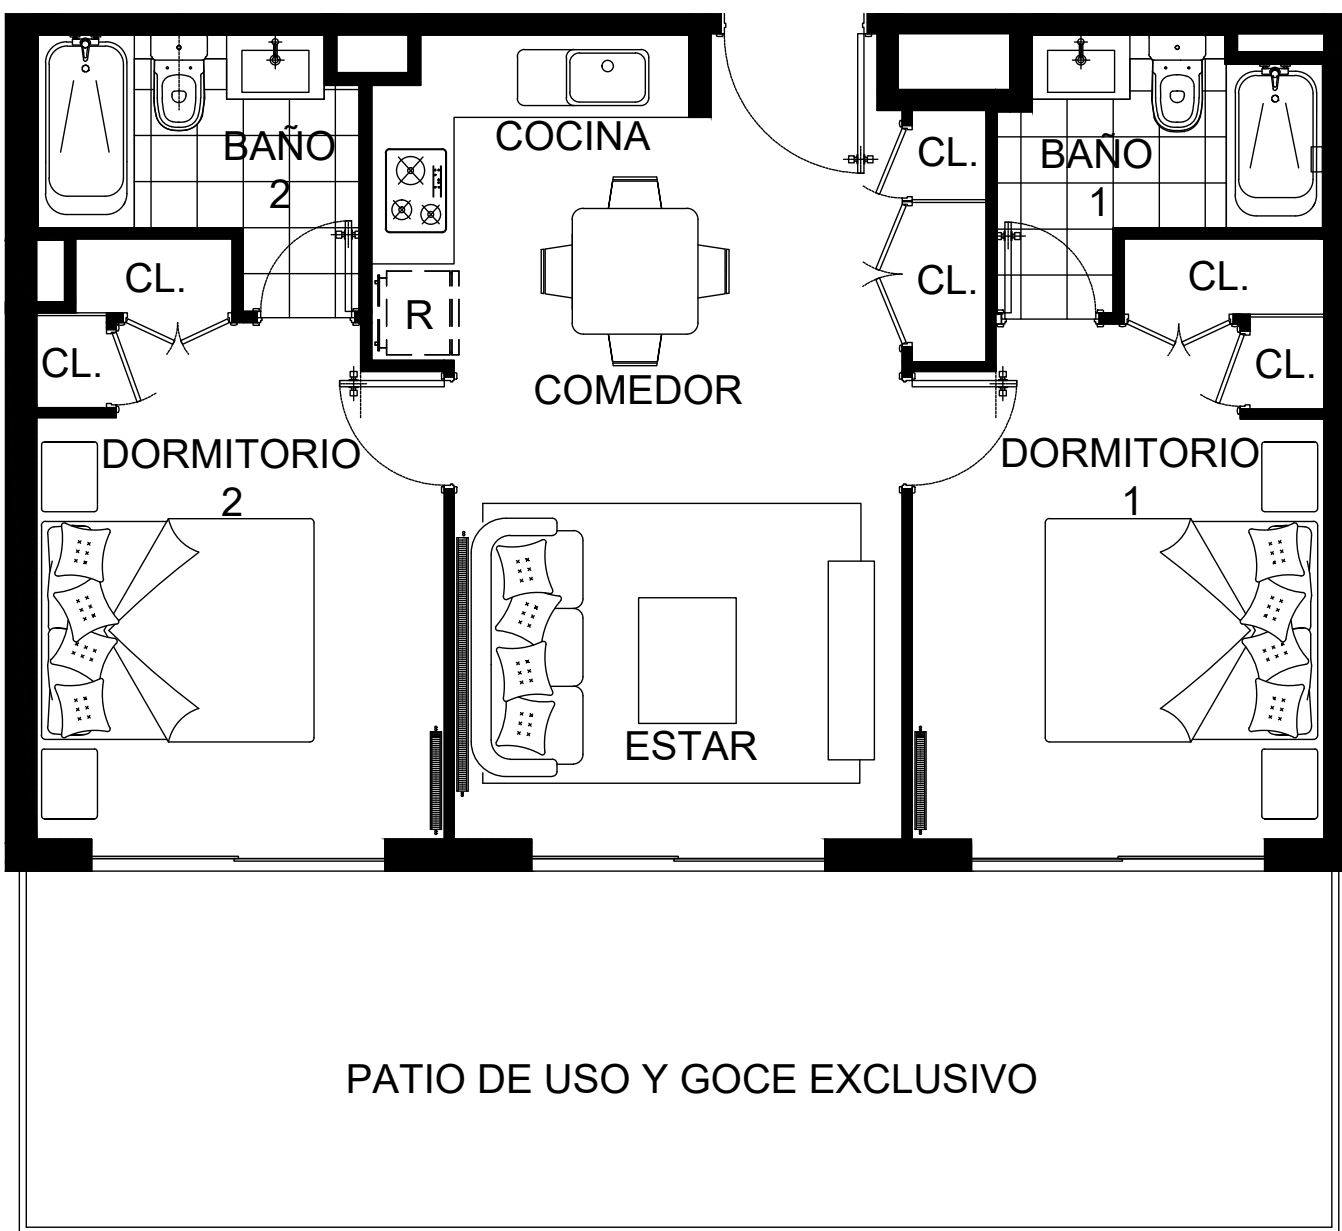 COCINA
BAÑO
2
CL.
BAÑO
1
CL.
CL.
CL.
R
CL.
CL.
COMEDOR
DORMITORIO
2
DORMITORIO
1
ESTAR
PATIO DE USO Y GOCE EXCLUSIVO